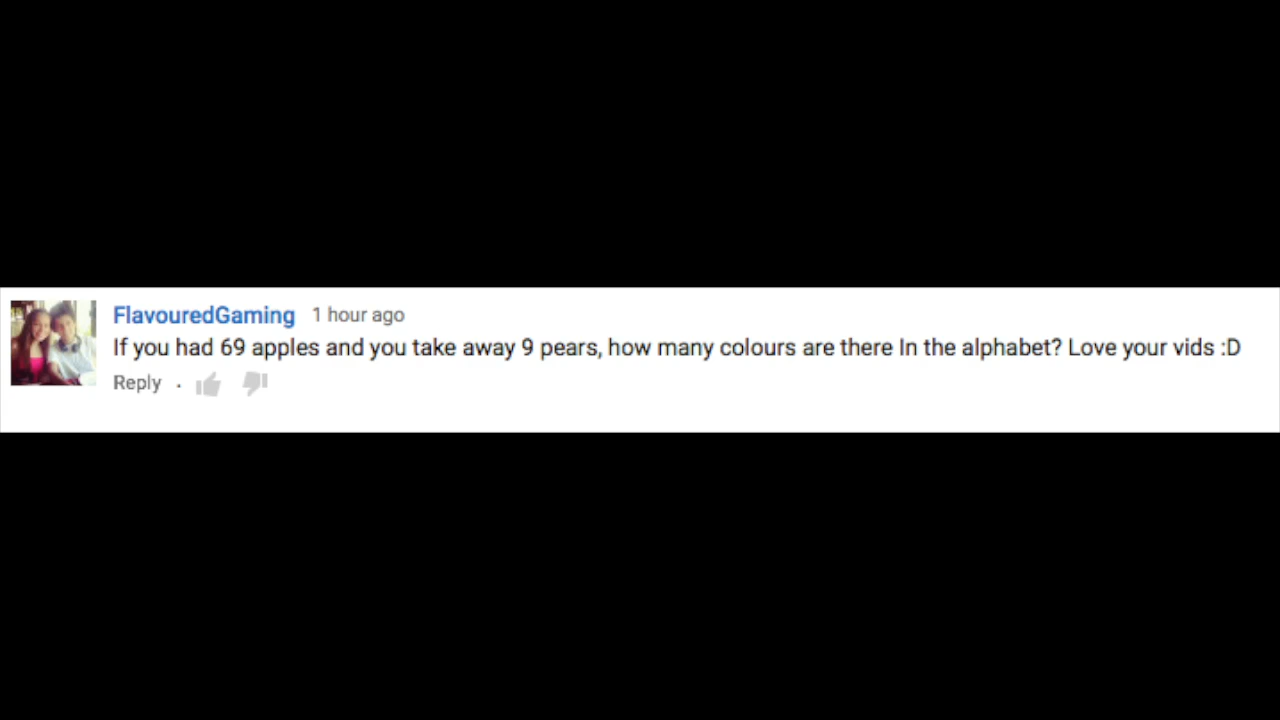 FlavouredGaming 1 hour ago
If you had 69 apples and you take away 9 pears, how many colours are there In the alphabet? Love your vids :D
Reply .